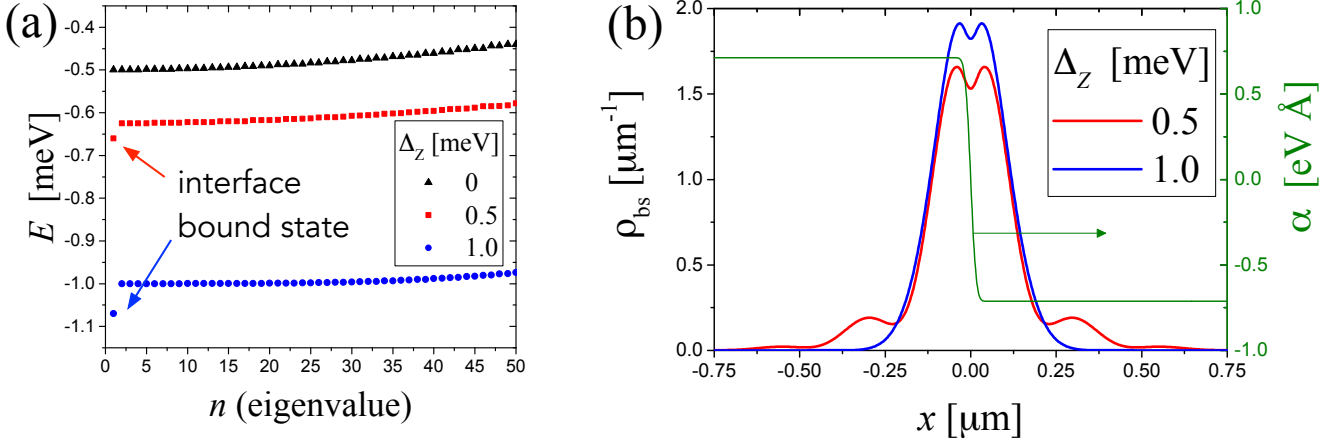 (a)
-0.4
-0.5
-0.6
-0.7
-0.8
-0.9
-1.0
-1.1
E [meV]
0 5 10 15 20 25 30 35 40 45 50
n (eigenvalue)
interface
bound state
Δ_Z [meV]
0
0.5
1.0
(b)
2.0
1.5
1.0
0.5
0.0
ρ_bs [μm⁻¹]
-0.75 -0.50 -0.25 0.00 0.25 0.50 0.75
x [μm]
Δ_Z [meV]
0.5
1.0
1.0
0.5
0.0
-0.5
-1.0
α [eV Å]